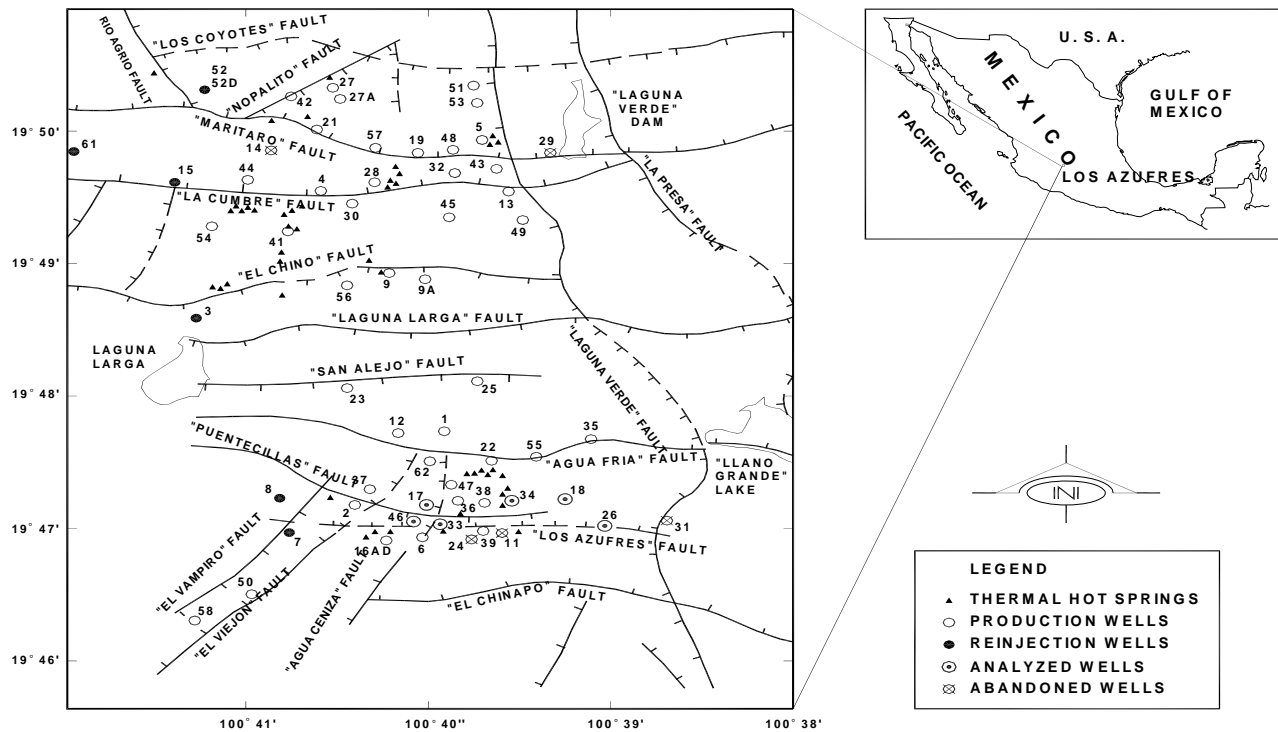 "LOS COYOTES" FAULT
RIO AGRIO FAULT
"NOPALITO" FAULT
52
52D
27
27A
42
21
51
53
"LAGUNA
VERDE"
DAM
19° 50'
"MARITARO" FAULT
14
57
19
48
5
29
61
15
44
4
28
32
43
"LA CUMBRE" FAULT
30
45
13
49
"LA PRESA" FAULT
54
41
19° 49'
"EL CHINO" FAULT
56
9
9A
3
"LAGUNA LARGA" FAULT
LAGUNA
LARGA
"SAN ALEJO" FAULT
23
25
"LAGUNA VERDE" FAULT
19° 48'
12
1
35
"PUENTECILLAS" FAULT
62
22
55
"AGUA FRIA" FAULT
"LLANO
GRANDE"
LAKE
8
37
47
2
17
36
38
34
18
19° 47'
46
33
26
31
7
16AD
6
24
39
11
"LOS AZUFRES" FAULT
"EL VAMPIRO" FAULT
50
58
"EL VIEJON" FAULT
"AGUA CENIZA" FAULT
"EL CHINAPO" FAULT
19° 46'
100° 41'
100° 40"
100° 39'
100° 38'
U. S. A.
MEXICO
GULF OF
MEXICO
PACIFIC OCEAN
LOS AZUFRES
N
LEGEND
THERMAL HOT SPRINGS
PRODUCTION WELLS
REINJECTION WELLS
ANALYZED WELLS
ABANDONED WELLS